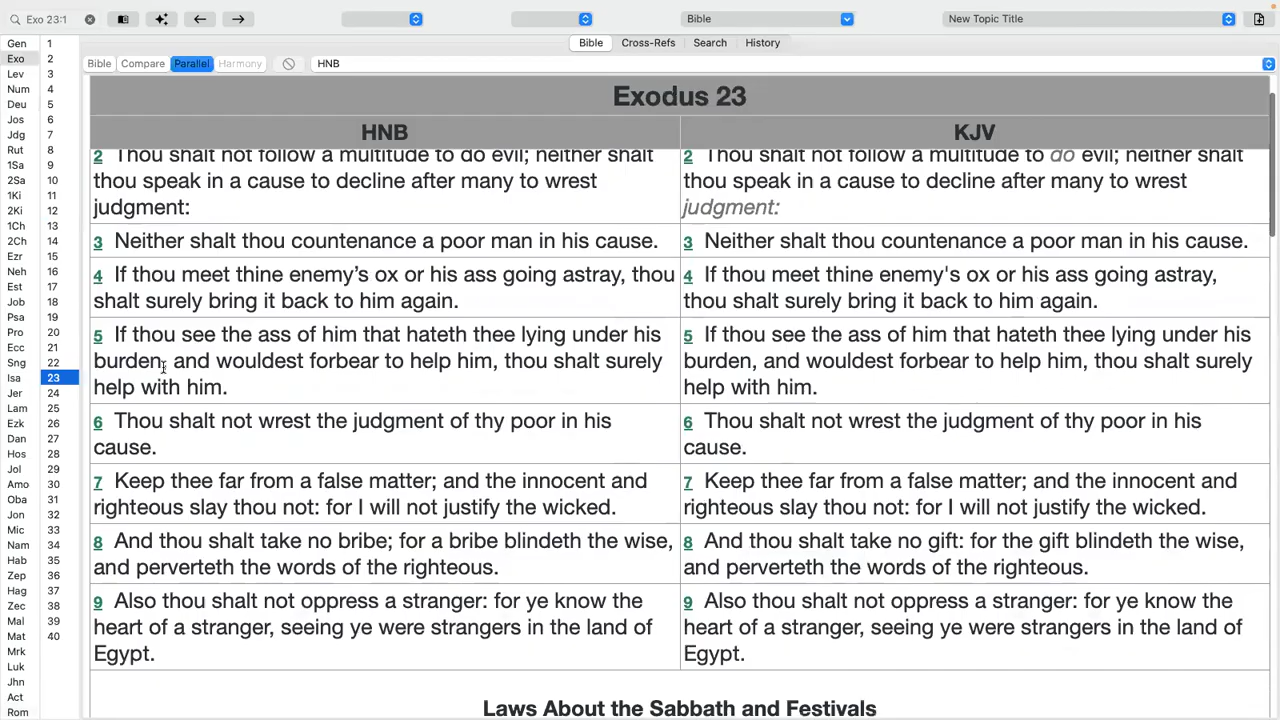 Exo 23:1
Bible
New Topic Title
Bible Cross-Refs Search History
Bible Compare Parallel Harmony HNB
Gen 1
Exo 2
Lev 3
Num 4
Deu 5
Jos 6
Jdg 7
Rut 8
1Sa 9
2Sa 10
1Ki 11
2Ki 12
1Ch 13
2Ch 14
Ezr 15
Neh 16
Est 17
Job 18
Psa 19
Pro 20
Ecc 21
Sng 22
Isa 23
Jer 24
Lam 25
Ezk 26
Dan 27
Hos 28
Jol 29
Amo 30
Oba 31
Jon 32
Mic 33
Nam 34
Hab 35
Zep 36
Hag 37
Zec 38
Mal 39
Mat 40
Mrk
Luk
Jhn
Act
Rom
Exodus 23
HNB
2 Thou shalt not follow a multitude to do evil; neither shalt
thou speak in a cause to decline after many to wrest
judgment:
3 Neither shalt thou countenance a poor man in his cause.
4 If thou meet thine enemy’s ox or his ass going astray, thou
shalt surely bring it back to him again.
5 If thou see the ass of him that hateth thee lying under his
burden, and wouldest forbear to help him, thou shalt surely
help with him.
6 Thou shalt not wrest the judgment of thy poor in his
cause.
7 Keep thee far from a false matter; and the innocent and
righteous slay thou not: for I will not justify the wicked.
8 And thou shalt take no bribe; for a bribe blindeth the wise,
and perverteth the words of the righteous.
9 Also thou shalt not oppress a stranger: for ye know the
heart of a stranger, seeing ye were strangers in the land of
Egypt.
KJV
2 Thou shalt not follow a multitude to do evil; neither shalt
thou speak in a cause to decline after many to wrest
judgment:
3 Neither shalt thou countenance a poor man in his cause.
4 If thou meet thine enemy's ox or his ass going astray,
thou shalt surely bring it back to him again.
5 If thou see the ass of him that hateth thee lying under his
burden, and wouldest forbear to help him, thou shalt surely
help with him.
6 Thou shalt not wrest the judgment of thy poor in his
cause.
7 Keep thee far from a false matter; and the innocent and
righteous slay thou not: for I will not justify the wicked.
8 And thou shalt take no gift: for the gift blindeth the wise,
and perverteth the words of the righteous.
9 Also thou shalt not oppress a stranger: for ye know the
heart of a stranger, seeing ye were strangers in the land of
Egypt.
Laws About the Sabbath and Festivals